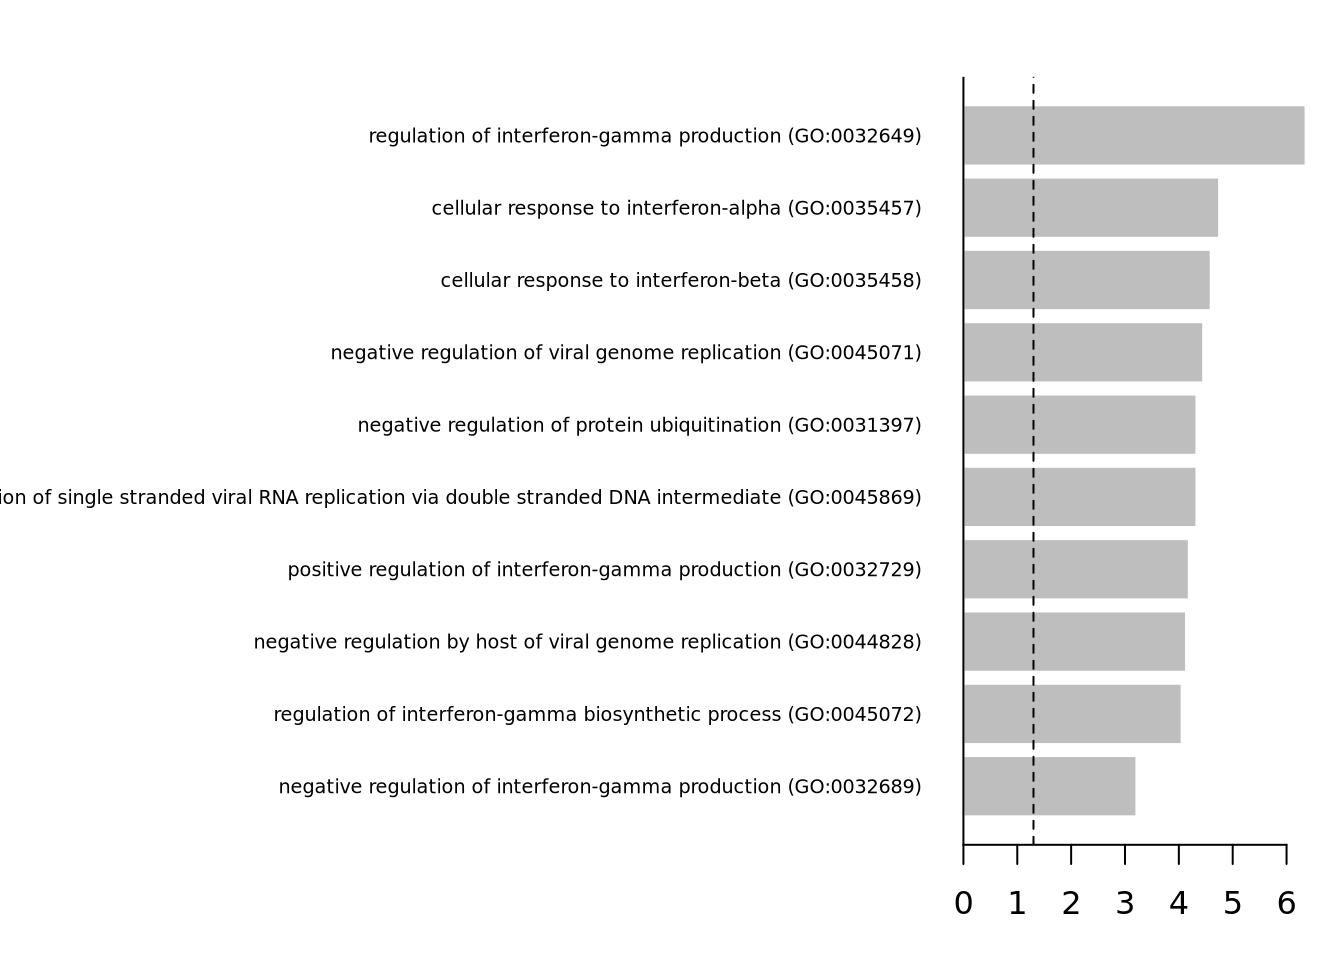 regulation of interferon-gamma production (GO:0032649)
cellular response to interferon-alpha (GO:0035457)
cellular response to interferon-beta (GO:0035458)
negative regulation of viral genome replication (GO:0045071)
negative regulation of protein ubiquitination (GO:0031397)
of single stranded viral RNA replication via double stranded DNA intermediate (GO:0045869)
positive regulation of interferon-gamma production (GO:0032729)
negative regulation by host of viral genome replication (GO:0044828)
regulation of interferon-gamma biosynthetic process (GO:0045072)
negative regulation of interferon-gamma production (GO:0032689)
0 1 2 3 4 5 6